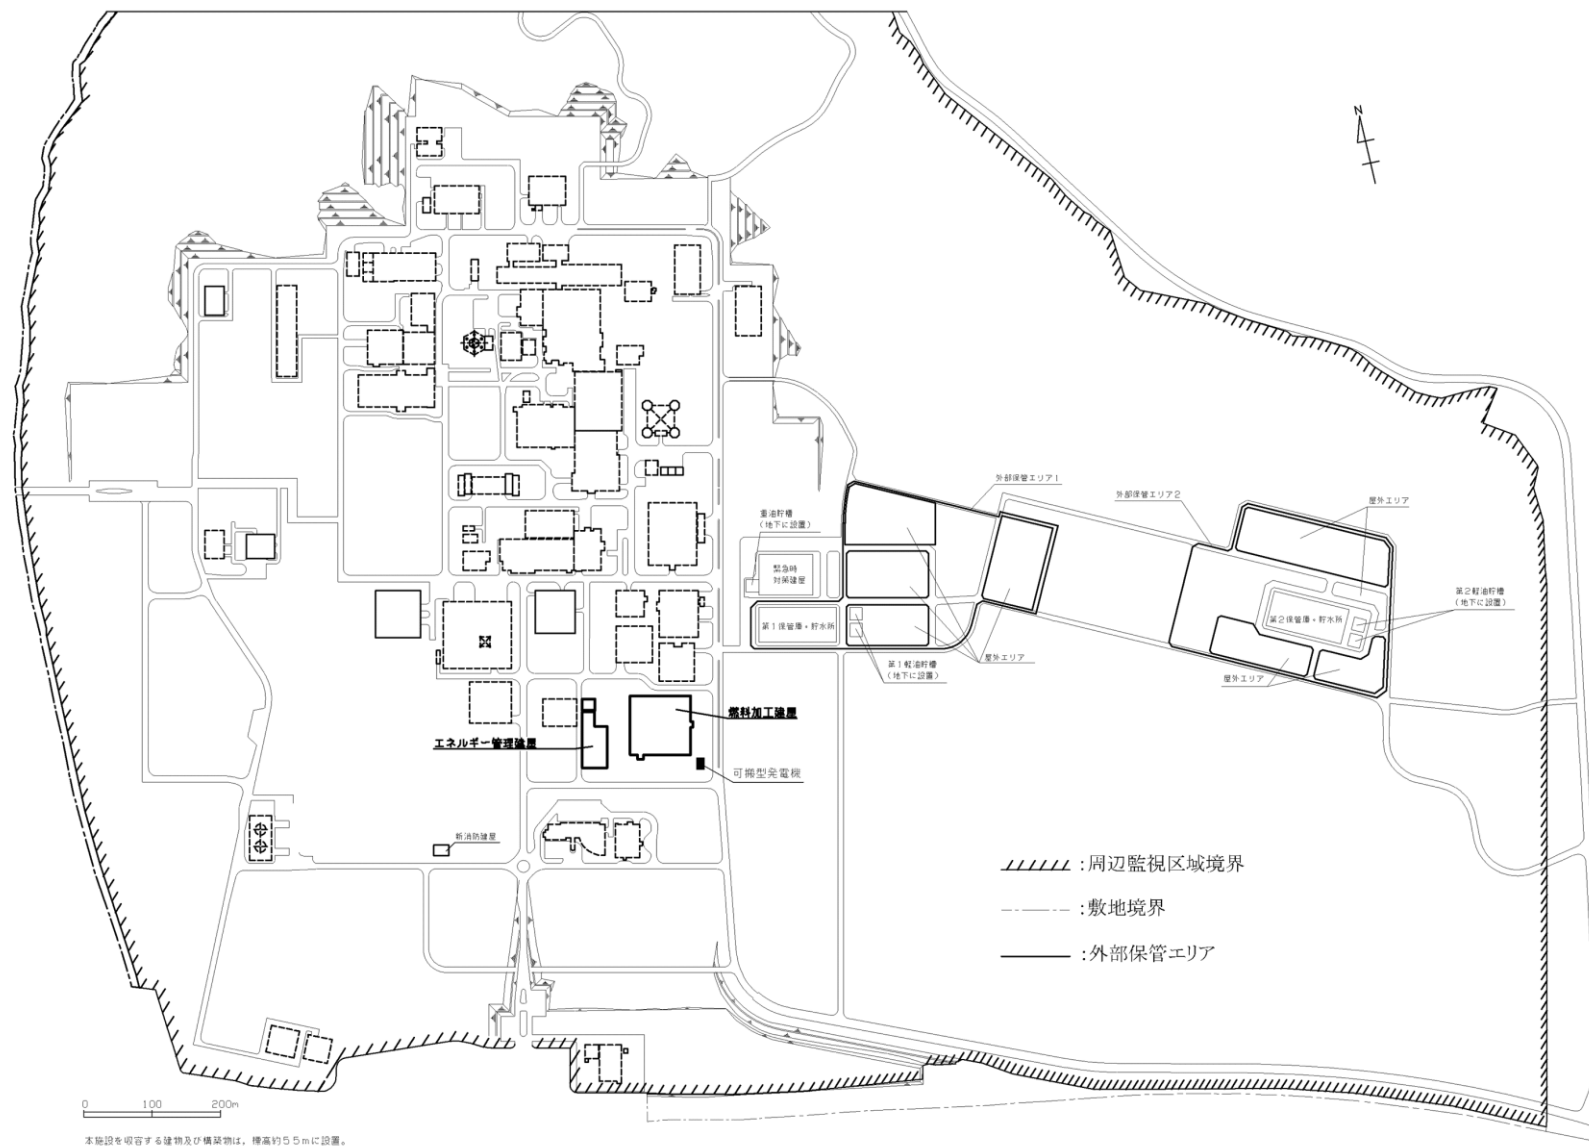 N
外部保管エリア1
外部保管エリア2
屋外エリア
重油貯槽
(地下に設置)
緊急時
対策建屋
第2軽油貯槽
(地下に設置)
第1保管庫・貯水所
第2保管庫・貯水所
屋外エリア
第1軽油貯槽
(地下に設置)
屋外エリア
燃料加工建屋
エネルギー管理建屋
可搬型発電機
新消防建屋
:周辺監視区域境界
:敷地境界
:外部保管エリア
0 100 200m
本施設を収容する建物及び構築物は，標高約55mに設置。